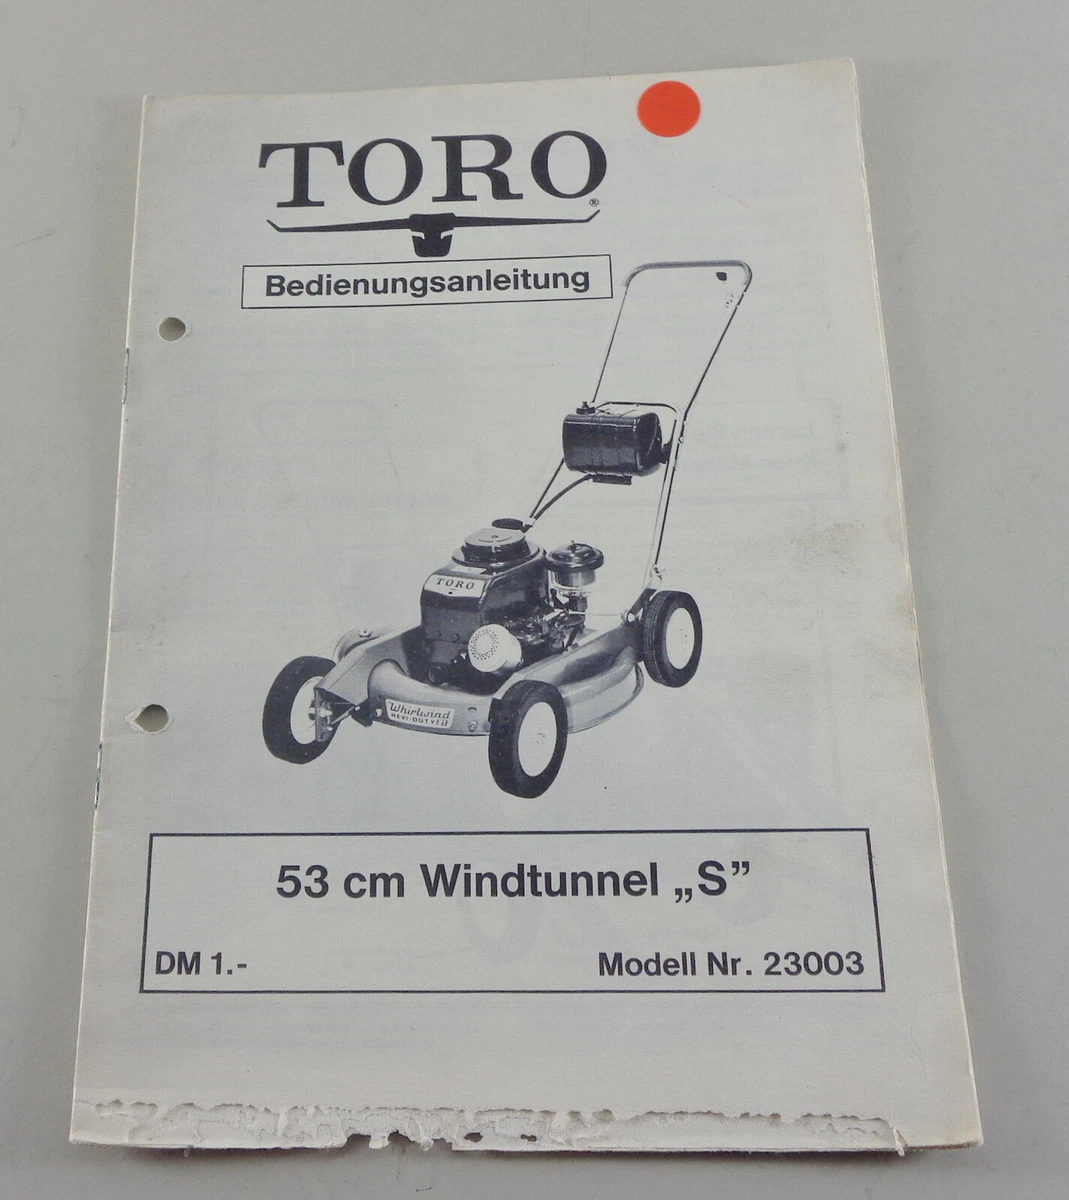 TORO®
Bedienungsanleitung
TORO
Whirlwind
HEVI-DUTY
53 cm Windtunnel „S”
DM 1.-
Modell Nr. 23003